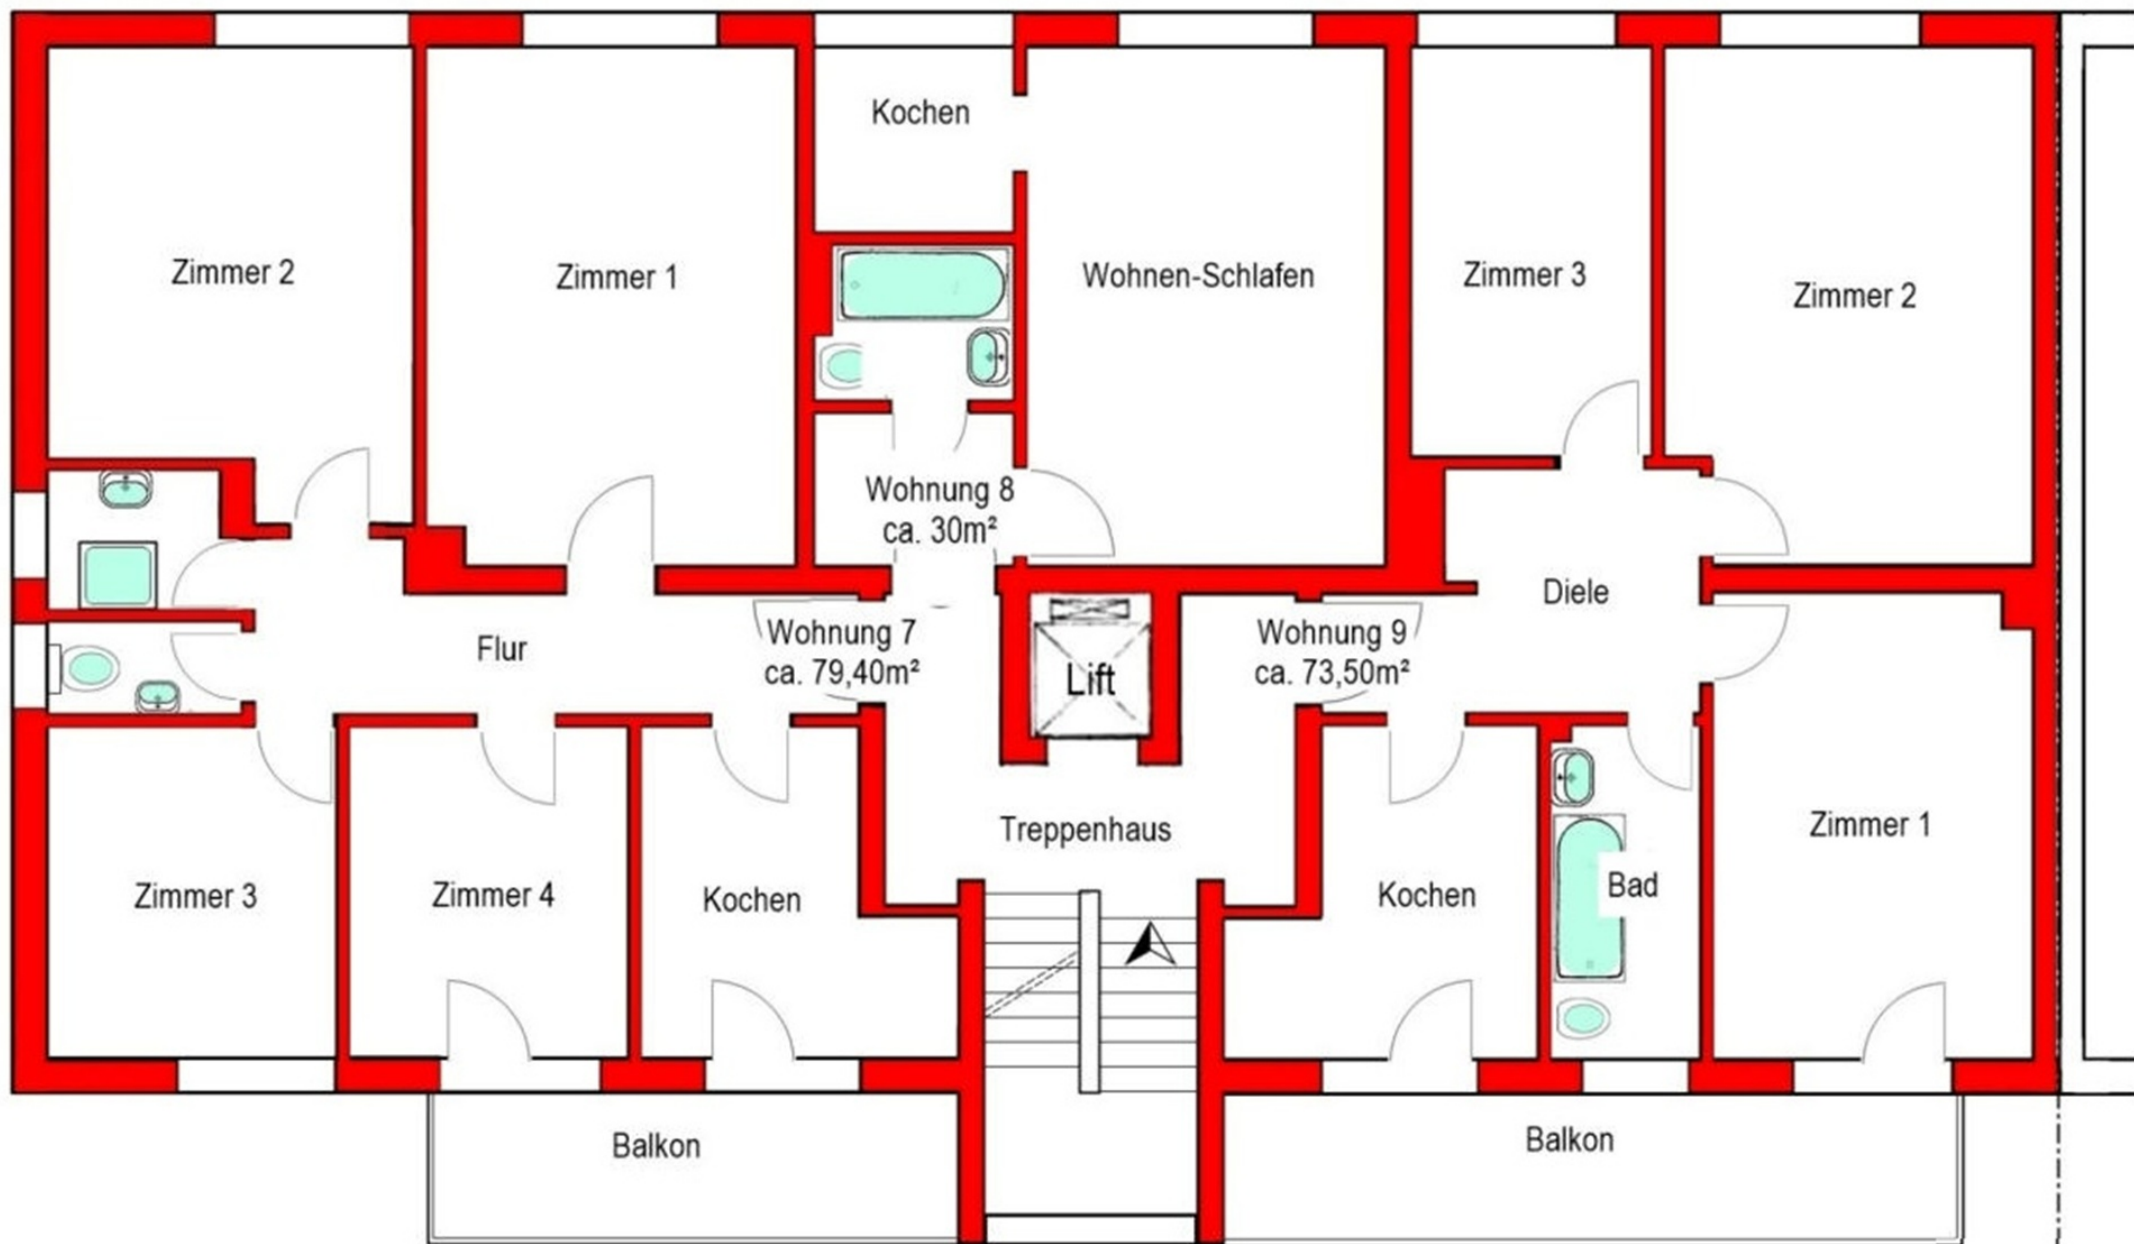 Kochen
Zimmer 2
Zimmer 1
Wohnen-Schlafen
Zimmer 3
Zimmer 2
Wohnung 8
ca. 30m²
Diele
Flur
Wohnung 7
ca. 79,40m²
Lift
Wohnung 9
ca. 73,50m²
Treppenhaus
Zimmer 1
Zimmer 3
Zimmer 4
Kochen
Kochen
Bad
Balkon
Balkon